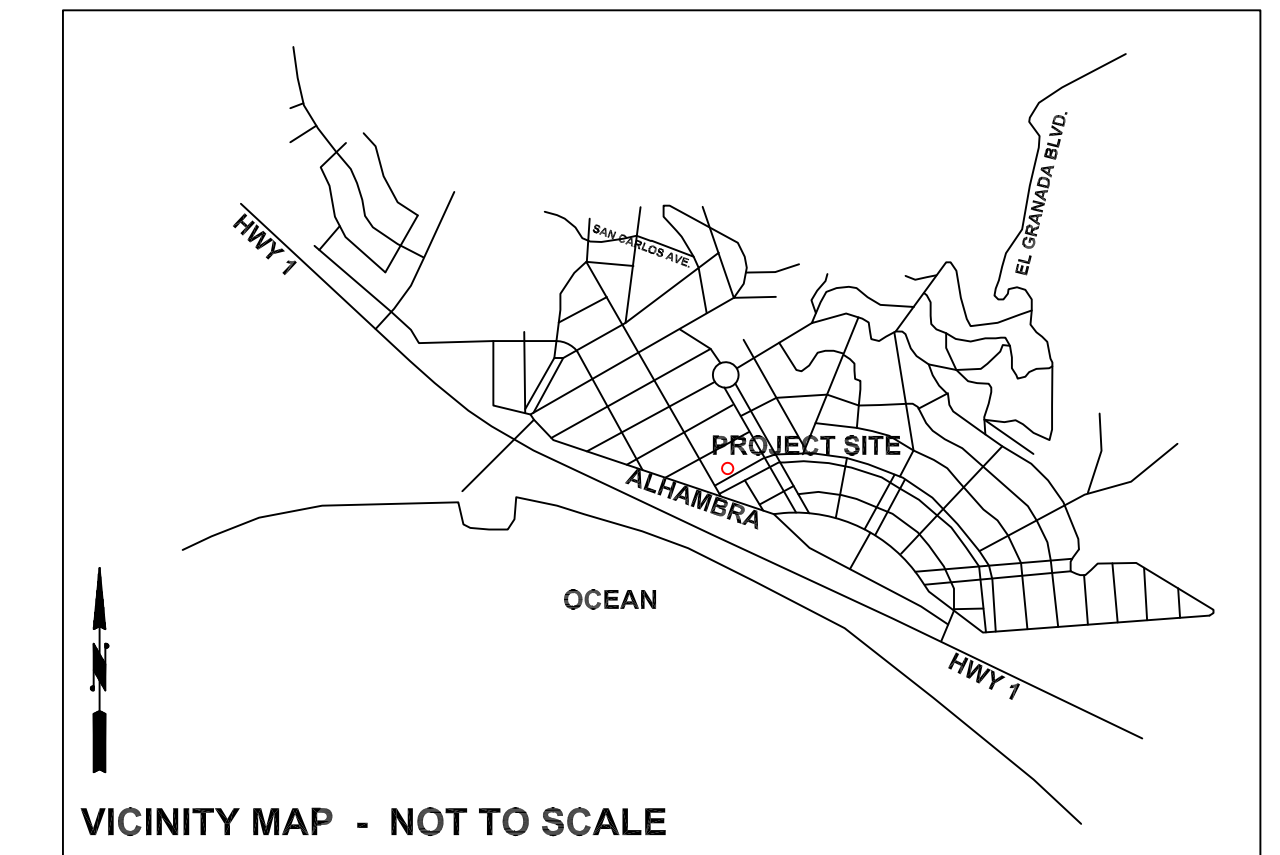 EL GRANADA BLVD.
HWY 1
SAN CARLOS AVE.
PROJECT SITE
ALHAMBRA
OCEAN
N
HWY 1
VICINITY MAP - NOT TO SCALE